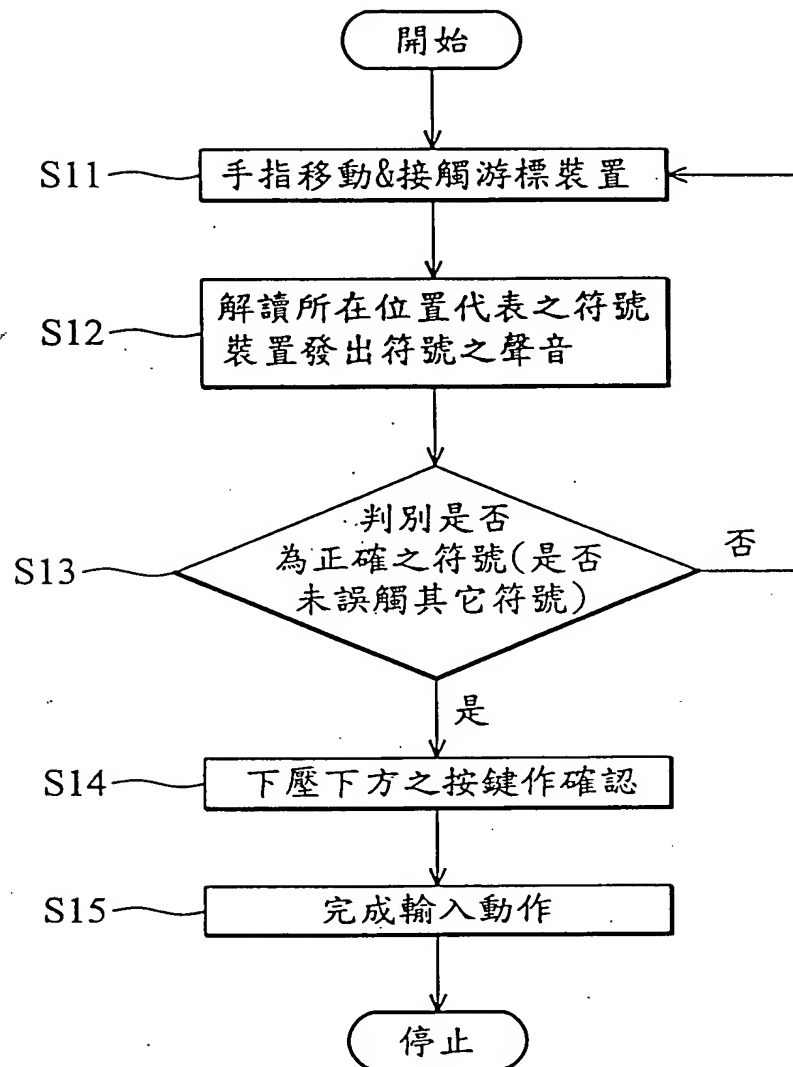 開始
S11
手指移動&接觸游標裝置
S12
解讀所在位置代表之符號
裝置發出符號之聲音
S13
判別是否
為正確之符號(是否
未誤觸其它符號)
否
是
S14
下壓下方之按鍵作確認
S15
完成輸入動作
停止